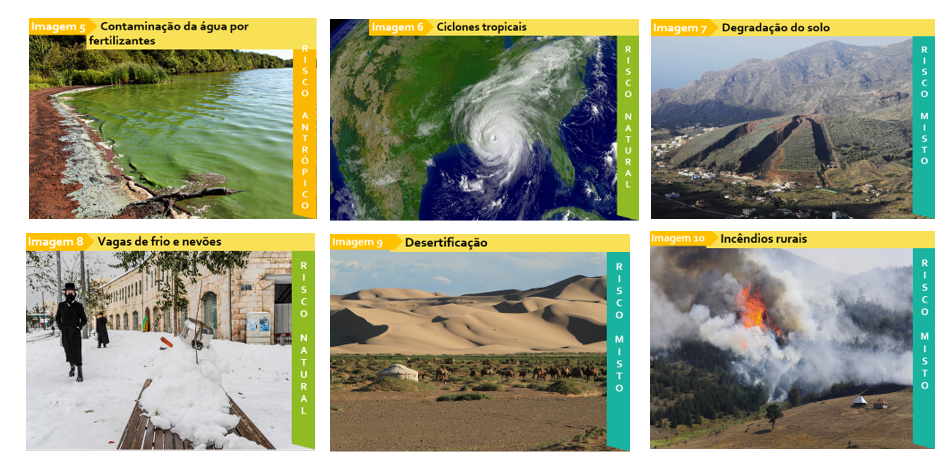 Imagem 5 Contaminação da água por
fertilizantes
RISCO ANTRÓPICO
Imagem 6 Ciclones tropicais
RISCO NATURAL
Imagem 7 Degradação do solo
RISCO MISTO
Imagem 8 Vagas de frio e nevões
RISCO NATURAL
Imagem 9 Desertificação
RISCO MISTO
Imagem 10 Incêndios rurais
RISCO MISTO